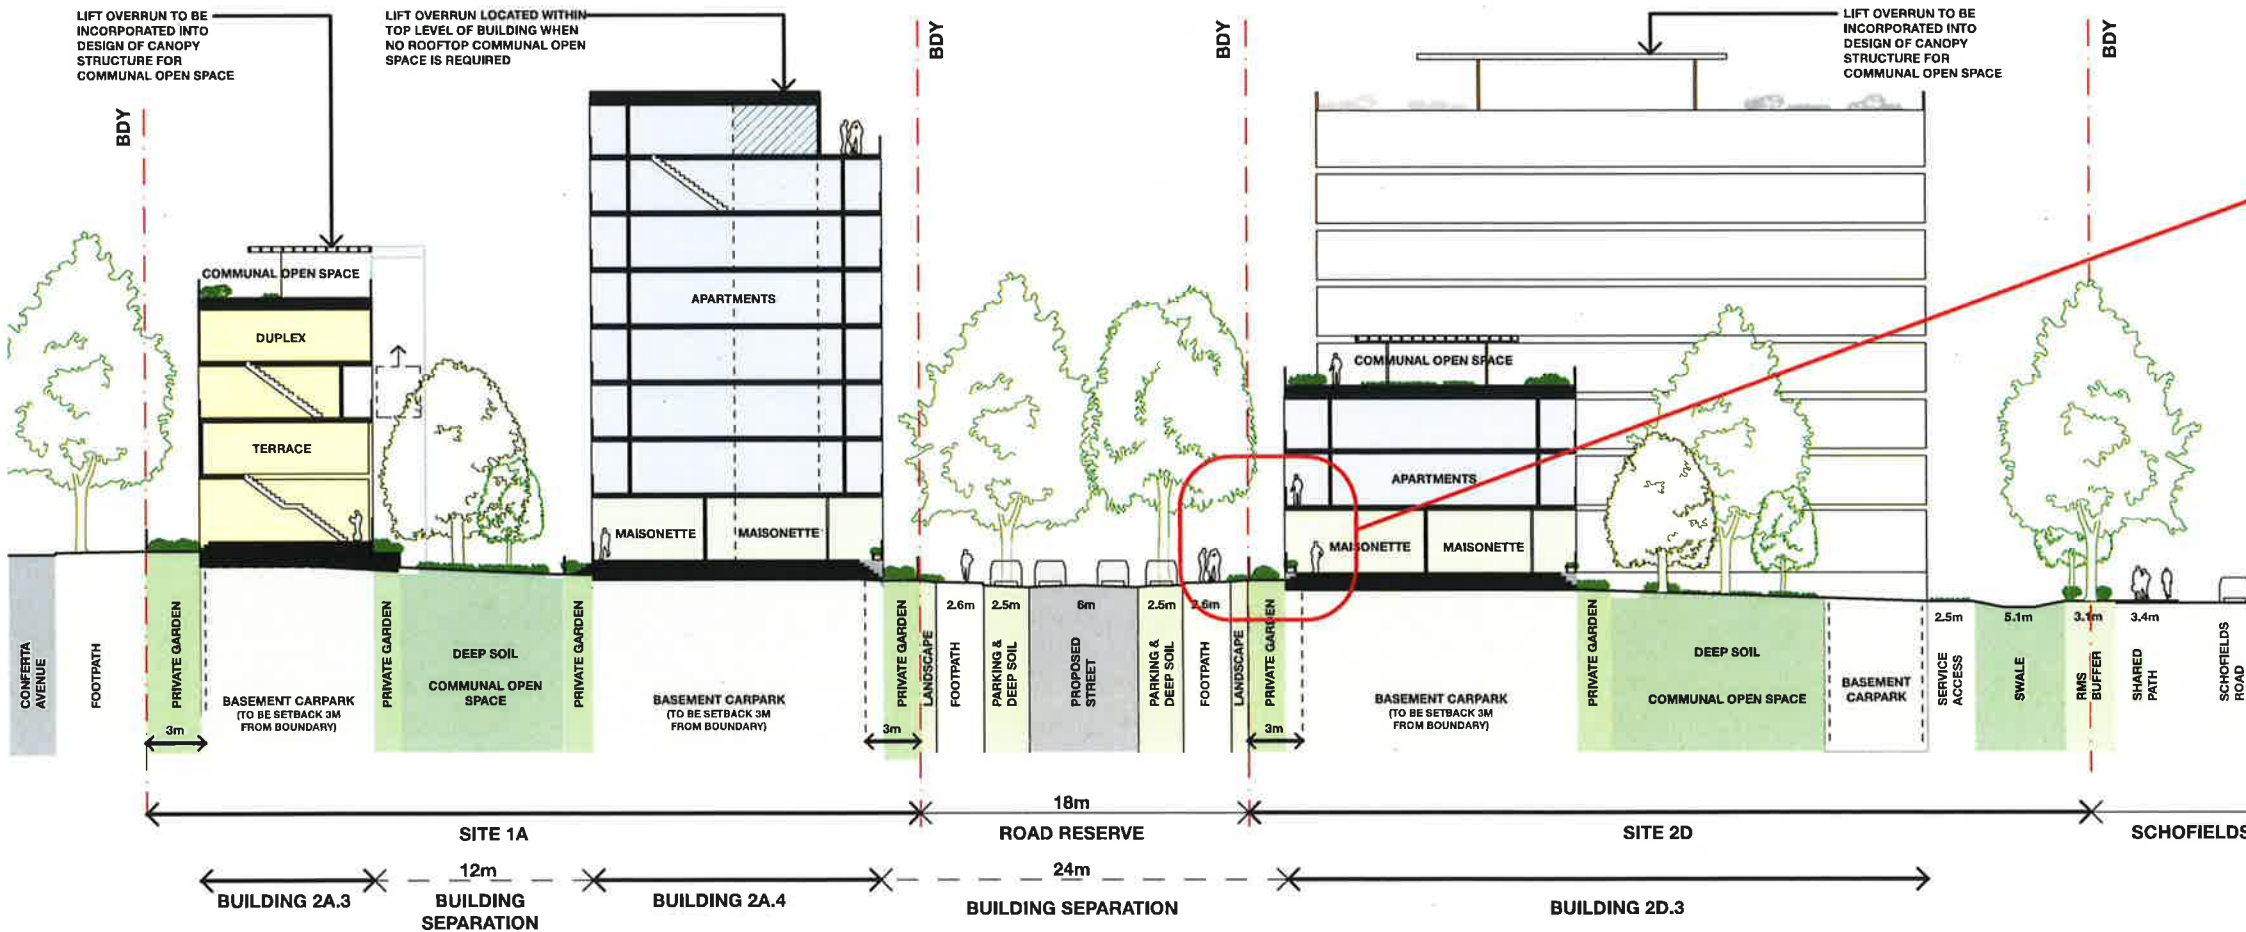 LIFT OVERRUN TO BE
INCORPORATED INTO
DESIGN OF CANOPY
STRUCTURE FOR
COMMUNAL OPEN SPACE
LIFT OVERRUN LOCATED WITHIN
TOP LEVEL OF BUILDING WHEN
NO ROOFTOP COMMUNAL OPEN
SPACE IS REQUIRED
LIFT OVERRUN TO BE
INCORPORATED INTO
DESIGN OF CANOPY
STRUCTURE FOR
COMMUNAL OPEN SPACE
BDY
BDY
BDY
BDY
COMMUNAL OPEN SPACE
DUPLEX
TERRACE
APARTMENTS
MAISONETTE
MAISONETTE
COMMUNAL OPEN SPACE
APARTMENTS
MAISONETTE
MAISONETTE
CONFERTA
AVENUE
FOOTPATH
PRIVATE GARDEN
3m
BASEMENT CARPARK
(TO BE SETBACK 3M
FROM BOUNDARY)
PRIVATE GARDEN
DEEP SOIL
COMMUNAL OPEN
SPACE
PRIVATE GARDEN
BASEMENT CARPARK
(TO BE SETBACK 3M
FROM BOUNDARY)
3m
PRIVATE GARDEN
LANDSCAPE
2.6m
FOOTPATH
2.5m
PARKING &
DEEP SOIL
6m
PROPOSED
STREET
2.5m
PARKING &
DEEP SOIL
2.6m
FOOTPATH
LANDSCAPE
PRIVATE GARDEN
3m
BASEMENT CARPARK
(TO BE SETBACK 3M
FROM BOUNDARY)
PRIVATE GARDEN
DEEP SOIL
COMMUNAL OPEN SPACE
BASEMENT
CARPARK
2.5m
SERVICE
ACCESS
5.1m
SWALE
3.1m
RMS
BUFFER
3.4m
SHARED
PATH
SCHOFIELDS
ROAD
SITE 1A
18m
ROAD RESERVE
SITE 2D
SCHOFIELDS
BUILDING 2A.3
12m
BUILDING
SEPARATION
BUILDING 2A.4
24m
BUILDING SEPARATION
BUILDING 2D.3